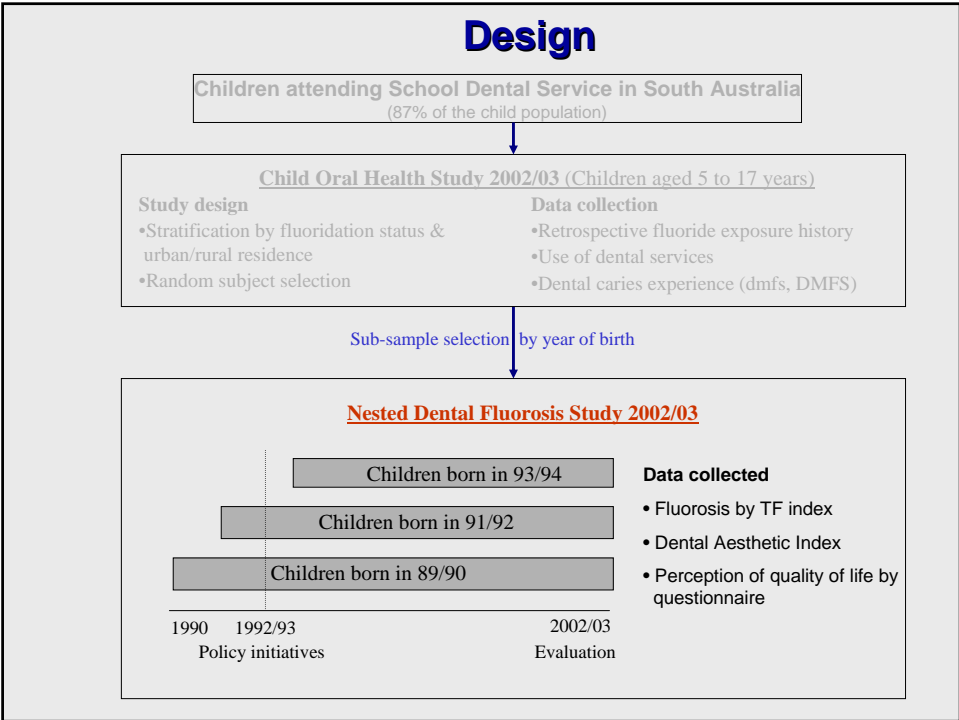 Design
Children attending School Dental Service in South Australia
(87% of the child population)
Child Oral Health Study 2002/03 (Children aged 5 to 17 years)
Study design
•Stratification by fluoridation status &
urban/rural residence
•Random subject selection
Data collection
•Retrospective fluoride exposure history
•Use of dental services
•Dental caries experience (dmfs, DMFS)
Sub-sample selection by year of birth
Nested Dental Fluorosis Study 2002/03
Children born in 93/94
Children born in 91/92
Children born in 89/90
1990 1992/93 2002/03
Policy initiatives Evaluation
Data collected
• Fluorosis by TF index
• Dental Aesthetic Index
• Perception of quality of life by
questionnaire